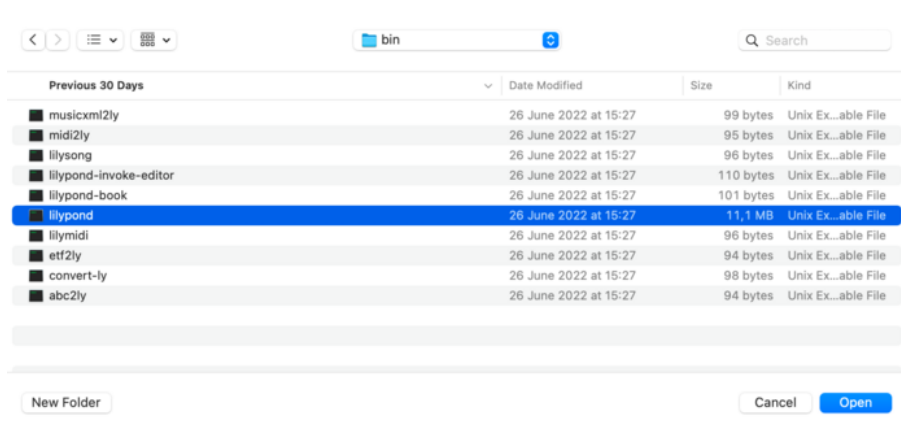 bin
Search
Previous 30 Days Date Modified Size Kind
musicxml2ly 26 June 2022 at 15:27 99 bytes Unix Ex...able File
midi2ly 26 June 2022 at 15:27 95 bytes Unix Ex...able File
lilysong 26 June 2022 at 15:27 96 bytes Unix Ex...able File
lilypond-invoke-editor 26 June 2022 at 15:27 110 bytes Unix Ex...able File
lilypond-book 26 June 2022 at 15:27 101 bytes Unix Ex...able File
lilypond 26 June 2022 at 15:27 11,1 MB Unix Ex...able File
lilymidi 26 June 2022 at 15:27 96 bytes Unix Ex...able File
etf2ly 26 June 2022 at 15:27 94 bytes Unix Ex...able File
convert-ly 26 June 2022 at 15:27 98 bytes Unix Ex...able File
abc2ly 26 June 2022 at 15:27 94 bytes Unix Ex...able File
New Folder Cancel Open